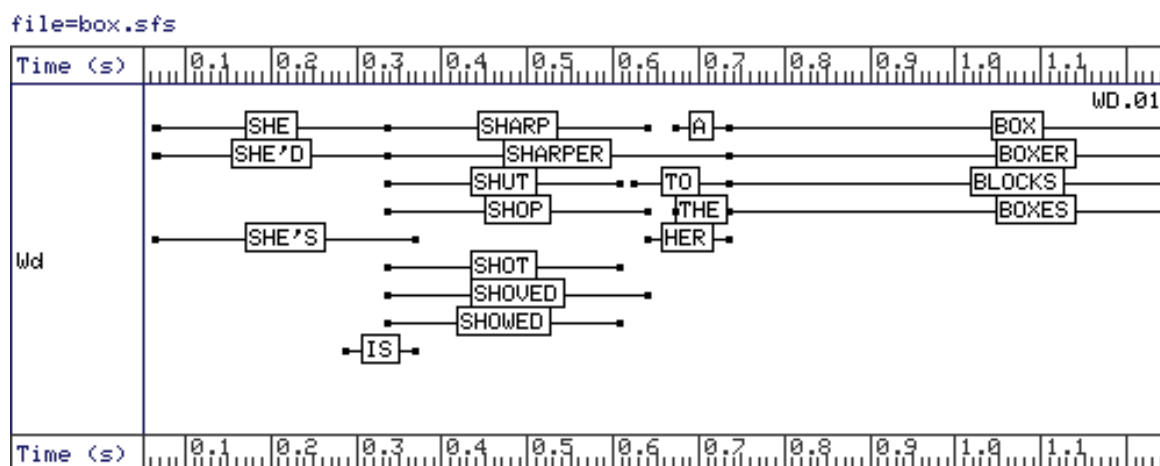 file=box.sfs
Time (s) 0.1 0.2 0.3 0.4 0.5 0.6 0.7 0.8 0.9 1.0 1.1
WD.01
SHE SHARP A BOX
SHE'D SHARPER BOXER
SHUT TO BLOCKS
SHOP THE BOXES
SHE'S HER
Wd SHOT
SHOVED
SHOWED
IS
Time (s) 0.1 0.2 0.3 0.4 0.5 0.6 0.7 0.8 0.9 1.0 1.1